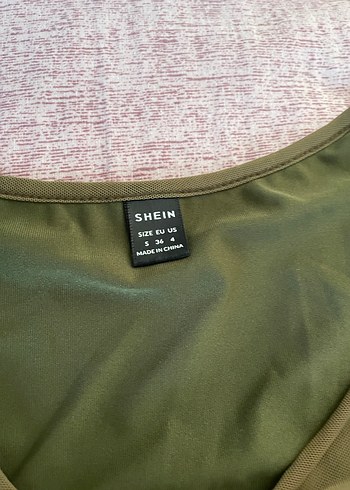 SHEIN
SIZE EU US
S 36 4
MADE IN CHINA